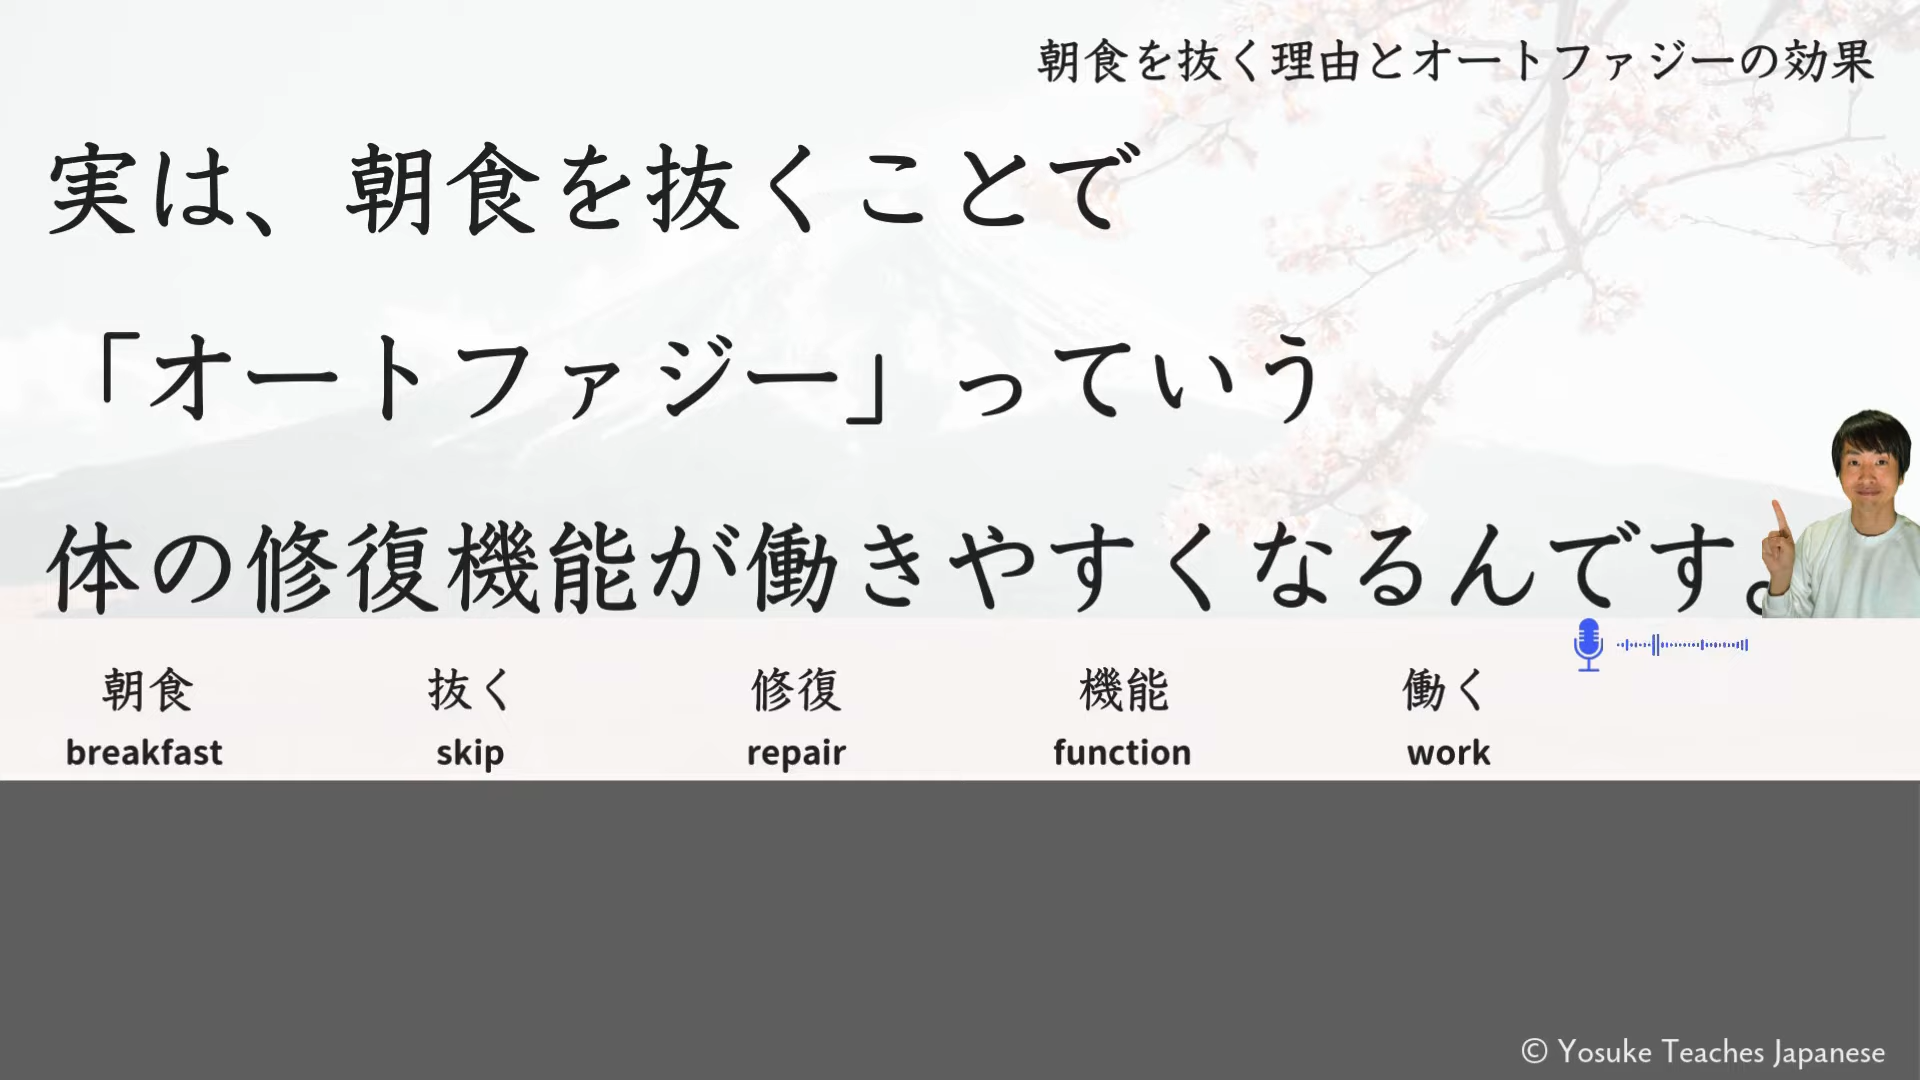 朝食を抜く理由とオートファジーの効果
実は、朝食を抜くことで
「オートファジー」っていう
体の修復機能が働きやすくなるんです。
朝食 抜く 修復 機能 働く
breakfast skip repair function work
© Yosuke Teaches Japanese